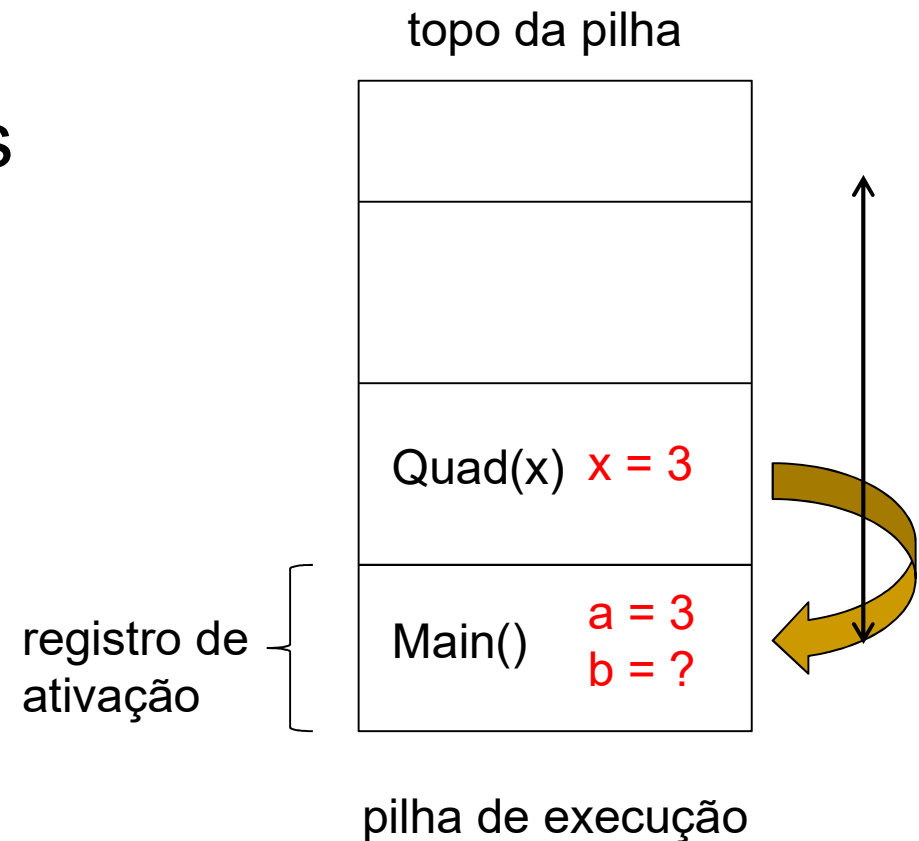 topo da pilha
s
Quad(x) x = 3
registro de
ativação
Main()
a = 3
b = ?
pilha de execução